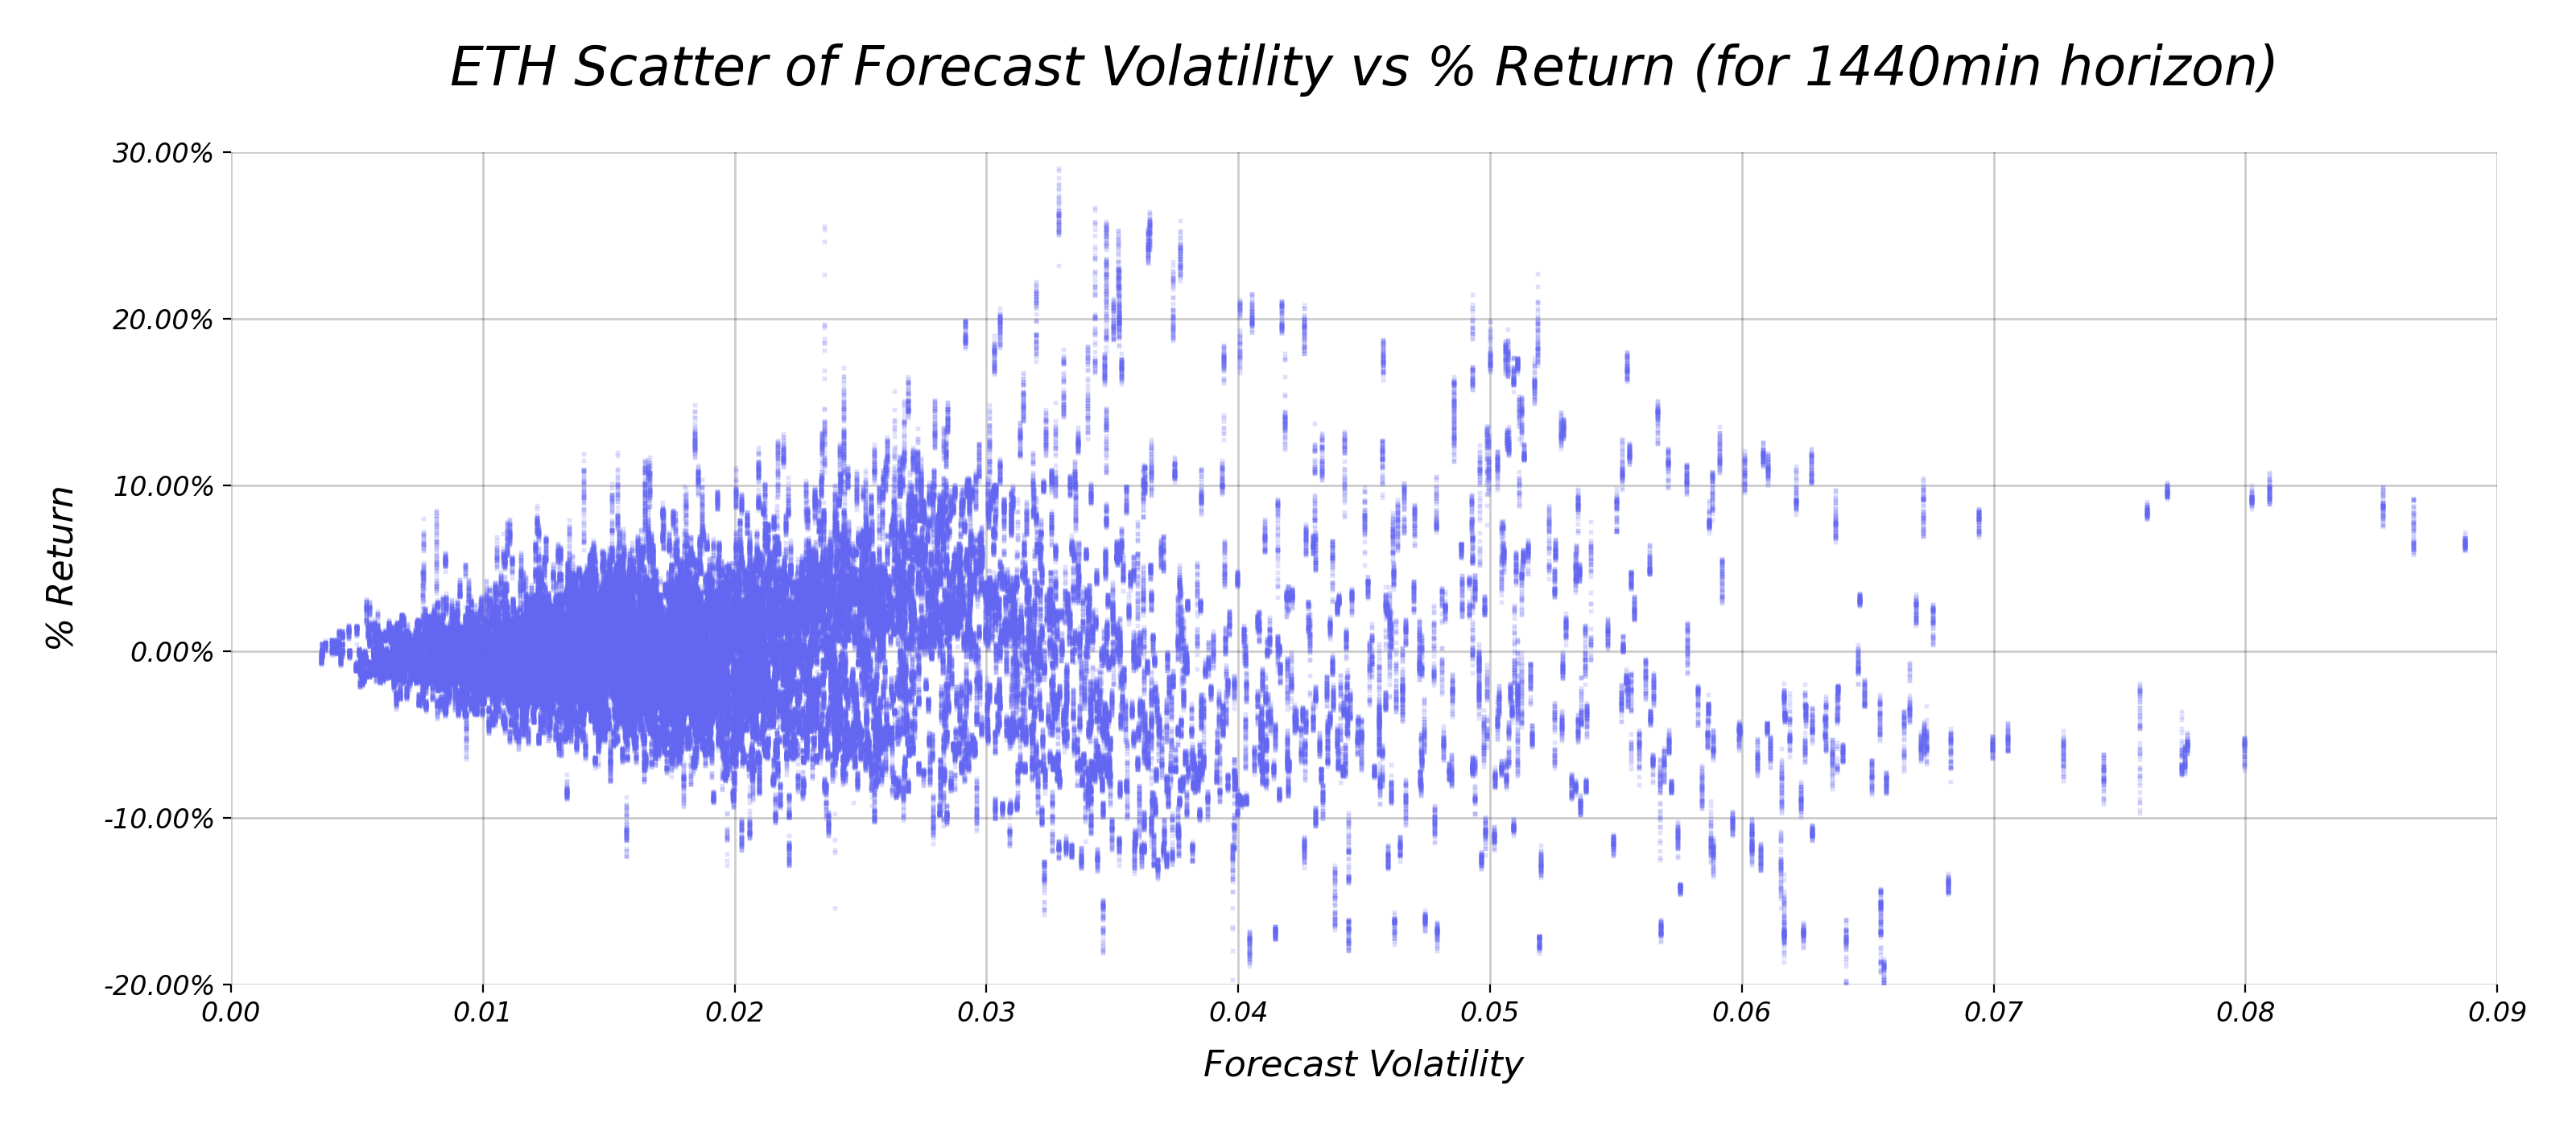 ETH Scatter of Forecast Volatility vs % Return (for 1440min horizon)
30.00%
20.00%
10.00%
0.00%
-10.00%
-20.00%
% Return
0.00 0.01 0.02 0.03 0.04 0.05 0.06 0.07 0.08 0.09
Forecast Volatility